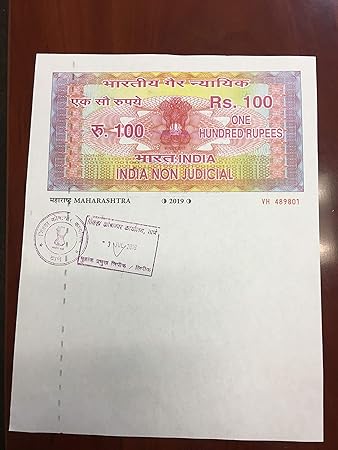 भारतीय गैर न्यायिक
एक सौ रुपये
Rs. 100
रु. 100
ONE
HUNDRED RUPEES
भारत INDIA
INDIA NON JUDICIAL
महाराष्ट्र MAHARASHTRA
2019
VH 489801
मुद्रांक प्रमुख लिपीक / लिपीक